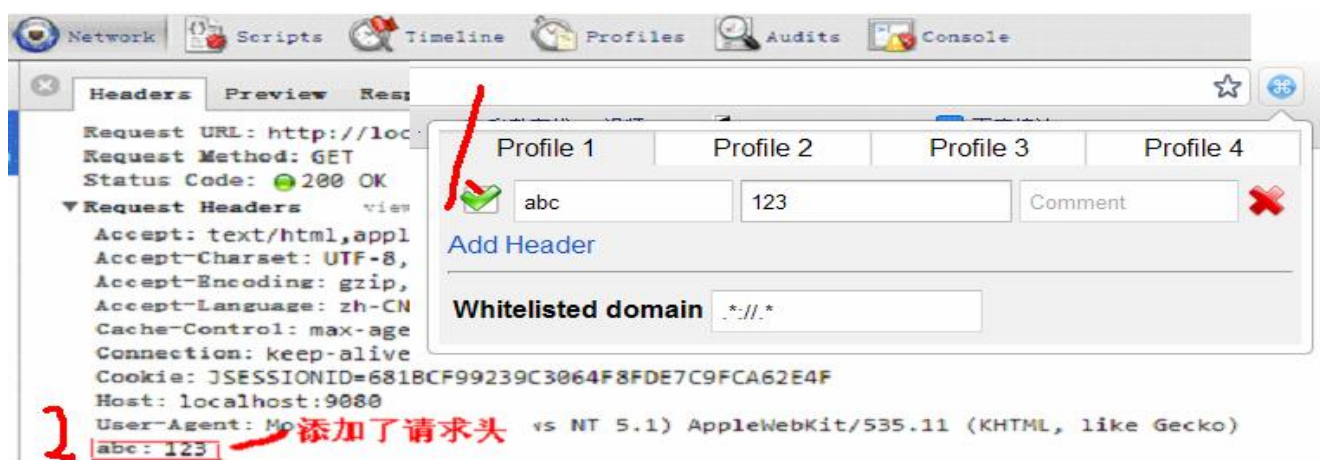 Network Scripts Timeline Profiles Audits Console
Headers Preview
Request URL: http://loc
Request Method: GET
Status Code: 200 OK
Request Headers view
Accept: text/html,appl
Accept-Charset: UTF-8,
Accept-Encoding: gzip,
Accept-Language: zh-CN
Cache-Control: max-age
Connection: keep-alive
Cookie: JSESSIONID=681BCF99239C3064F8FDE7C9FCA62E4F
Host: localhost:9080
User-Agent: Mo vs NT 5.1) AppleWebKit/535.11 (KHTML, like Gecko)
添加了请求头
abc: 123
Profile 1 Profile 2 Profile 3 Profile 4
abc 123 Comment
Add Header
Whitelisted domain .*://.*